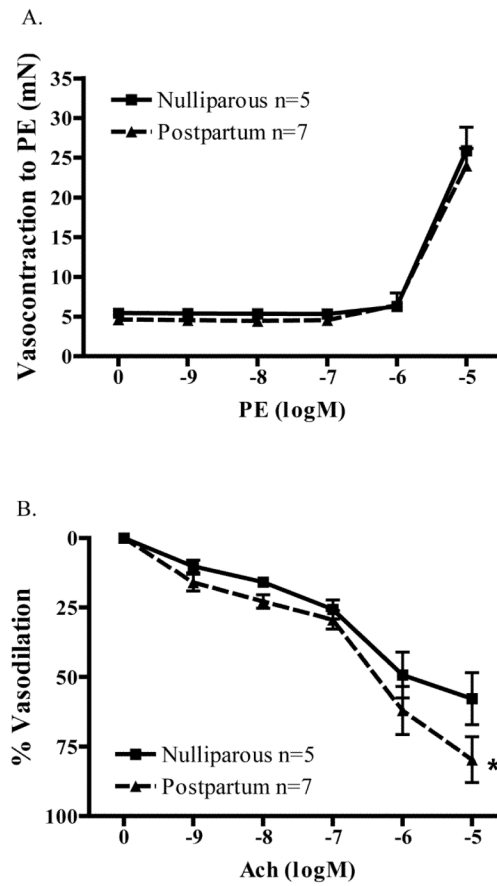 A.
Vasocontraction to PE (mN)
35
30
25
20
15
10
5
0
Nulliparous n=5
Postpartum n=7
0 -9 -8 -7 -6 -5
PE (logM)
B.
% Vasodilation
0
25
50
75
100
Nulliparous n=5
Postpartum n=7
*
0 -9 -8 -7 -6 -5
Ach (logM)